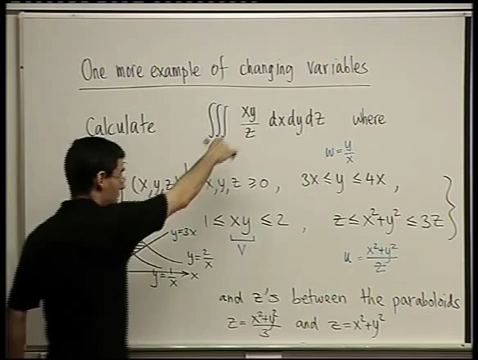 One more example of changing variables
Calculate ∭ xy/z dxdydz where
w = y/x
(x,y,z) x,y,z ≥ 0, 3x ≤ y ≤ 4x,
1 ≤ xy ≤ 2, z ≤ x²+y² ≤ 3z
v
u = (x²+y²)/z
y=3x
y=2/x
y=1/x
x
and z's between the paraboloids
z = (x²+y²)/3 and z = x²+y²